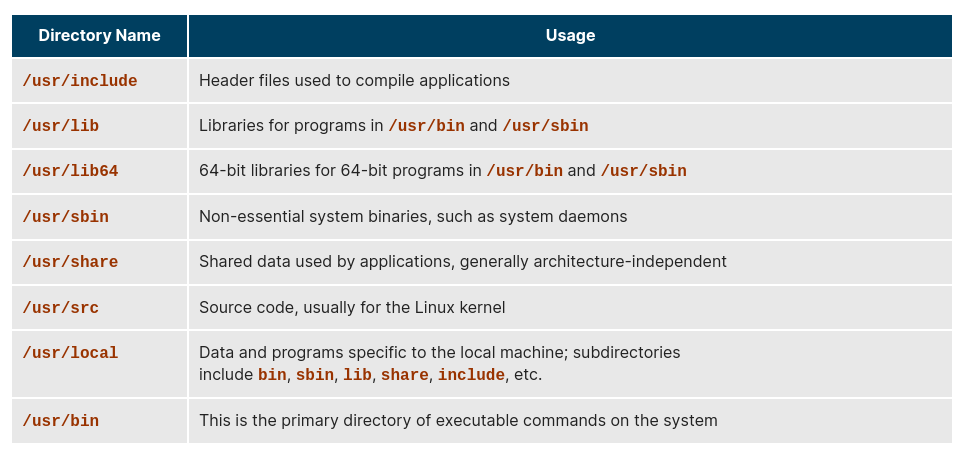 Directory Name Usage
/usr/include Header files used to compile applications
/usr/lib Libraries for programs in /usr/bin and /usr/sbin
/usr/lib64 64-bit libraries for 64-bit programs in /usr/bin and /usr/sbin
/usr/sbin Non-essential system binaries, such as system daemons
/usr/share Shared data used by applications, generally architecture-independent
/usr/src Source code, usually for the Linux kernel
/usr/local Data and programs specific to the local machine; subdirectories
include bin, sbin, lib, share, include, etc.
/usr/bin This is the primary directory of executable commands on the system